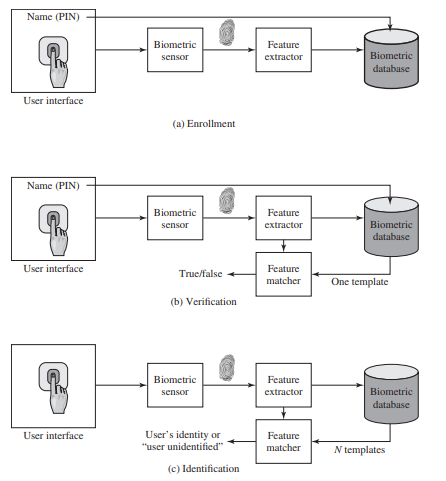 Name (PIN)
Biometric
sensor
Feature
extractor
Biometric
database
User interface
(a) Enrollment
Name (PIN)
Biometric
sensor
Feature
extractor
Biometric
database
User interface
True/false
Feature
matcher
One template
(b) Verification
Biometric
sensor
Feature
extractor
Biometric
database
User interface
User's identity or
"user unidentified"
Feature
matcher
N templates
(c) Identification